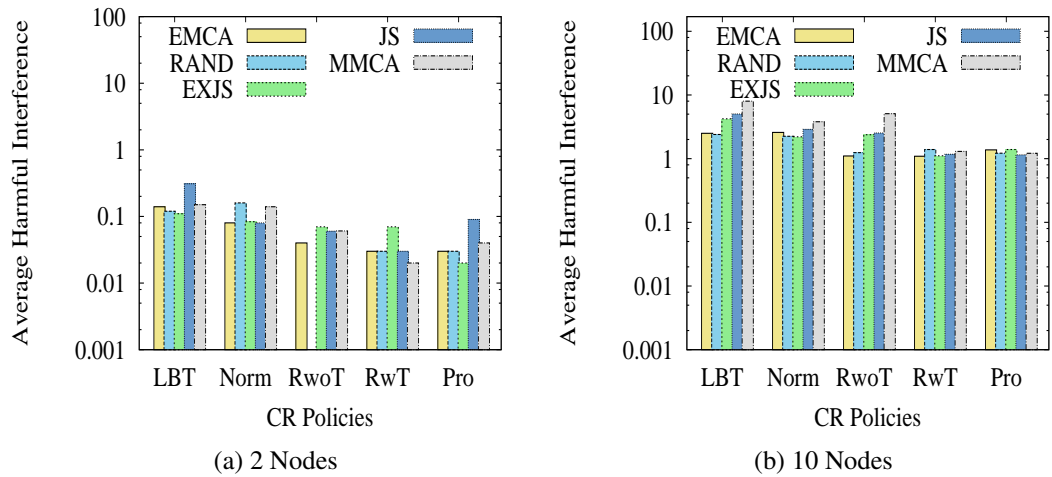 Average Harmful Interference
100
10
1
0.1
0.01
0.001
EMCA
RAND
EXJS
JS
MMCA
LBT Norm RwoT RwT Pro
CR Policies
(a) 2 Nodes
Average Harmful Interference
100
10
1
0.1
0.01
0.001
EMCA
RAND
EXJS
JS
MMCA
LBT Norm RwoT RwT Pro
CR Policies
(b) 10 Nodes